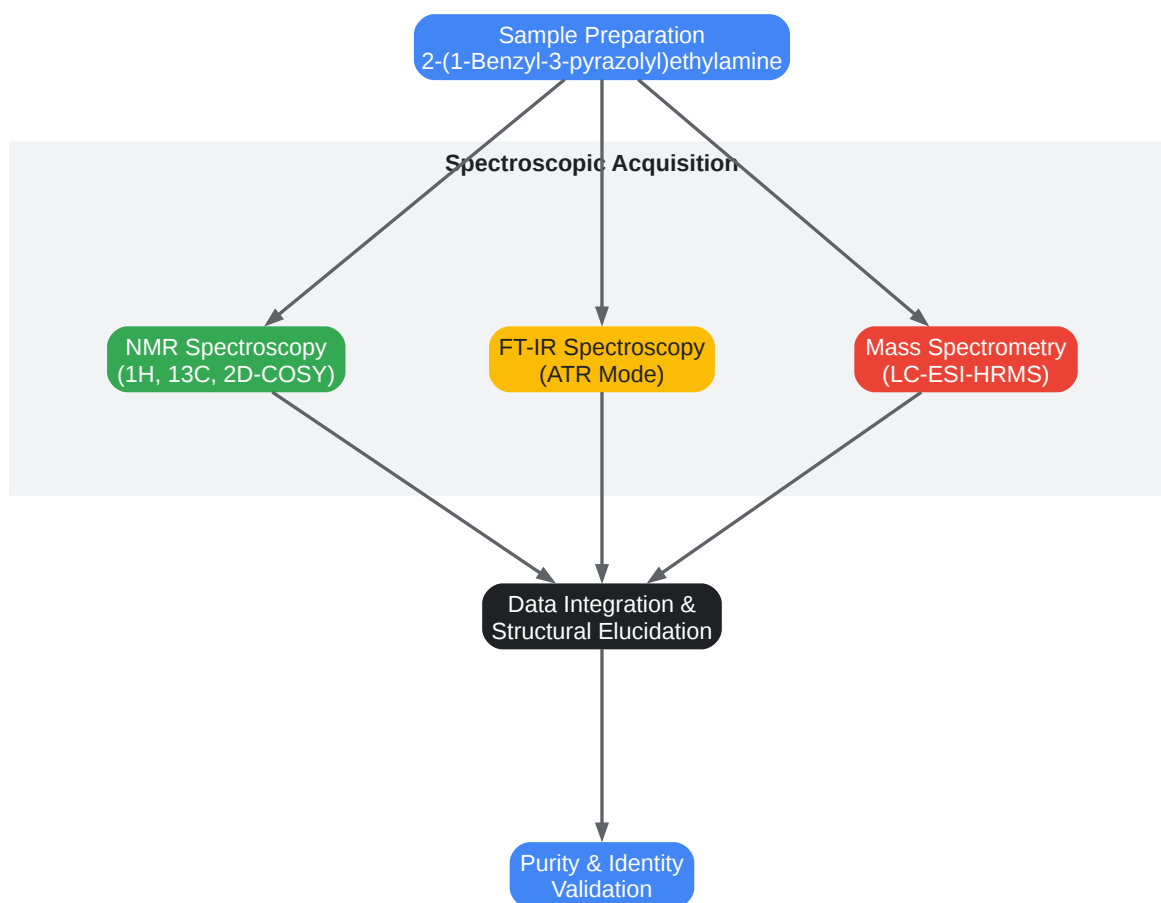 Sample Preparation
2-(1-Benzyl-3-pyrazolyl)ethylamine
Spectroscopic Acquisition
NMR Spectroscopy
(1H, 13C, 2D-COSY)
FT-IR Spectroscopy
(ATR Mode)
Mass Spectrometry
(LC-ESI-HRMS)
Data Integration &
Structural Elucidation
Purity & Identity
Validation